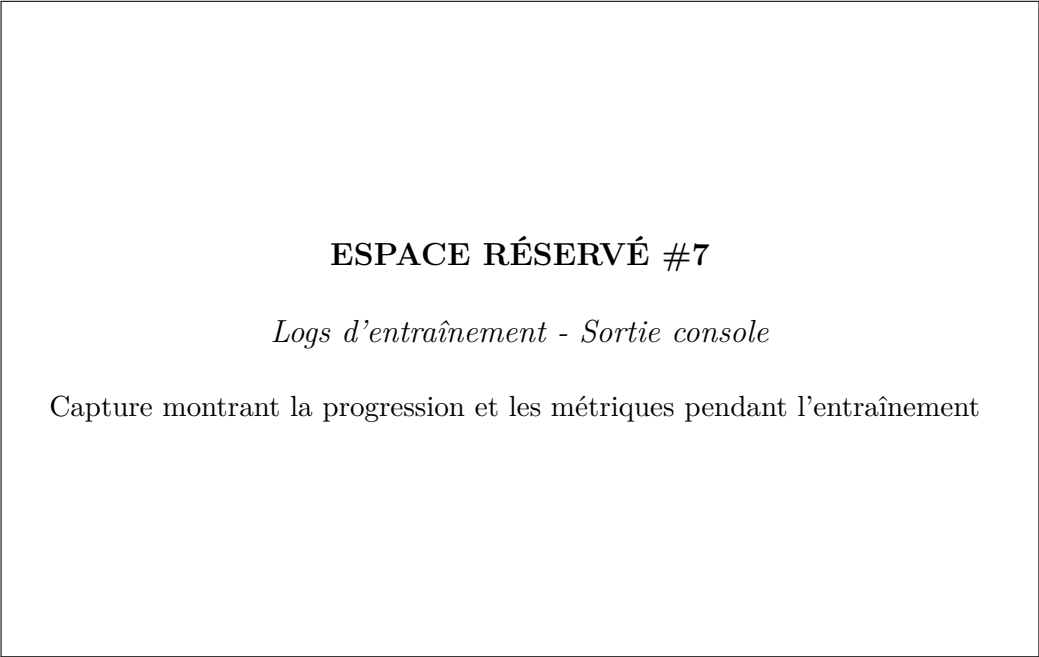 ESPACE RÉSERVÉ #7
Logs d'entraînement - Sortie console
Capture montrant la progression et les métriques pendant l'entraînement